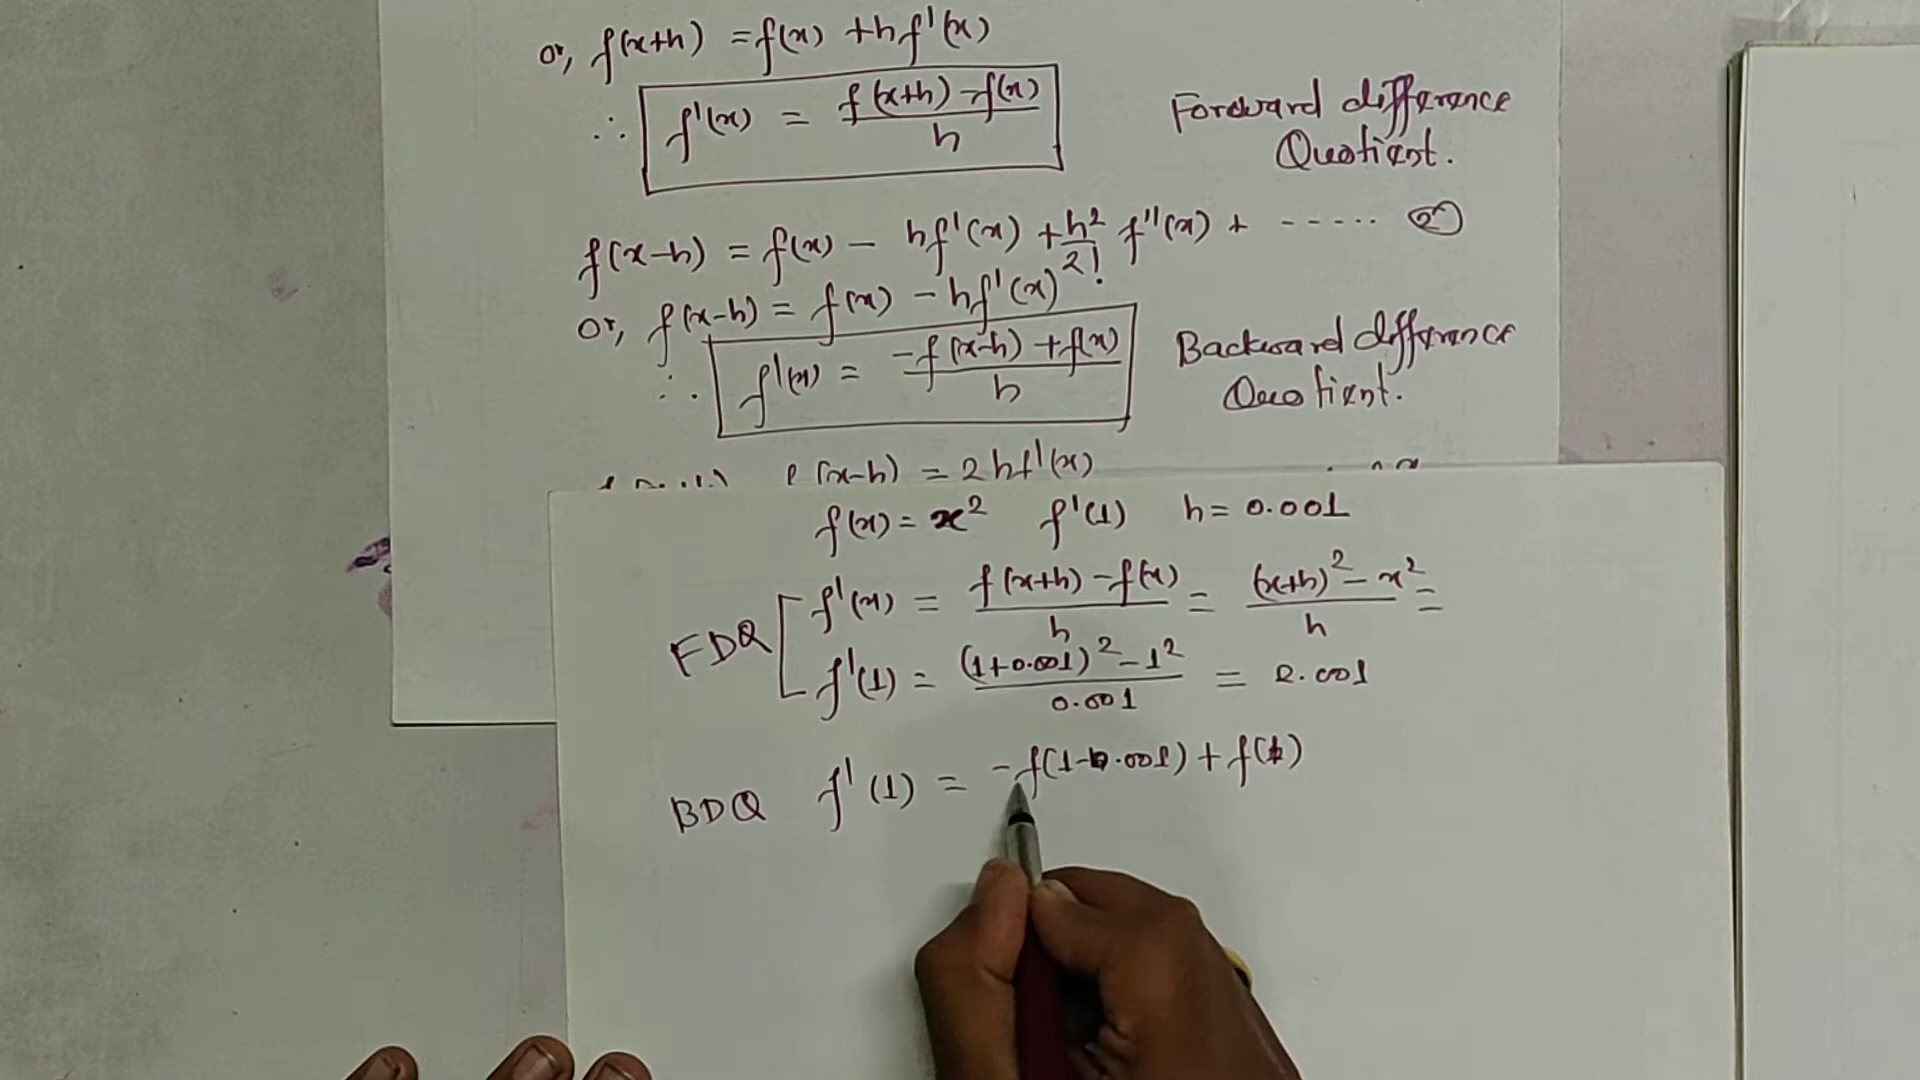 or, f(x+h) = f(x) + hf'(x)
∴ f'(x) = (f(x+h) - f(x))/h
Forward difference
Quotient.
f(x-h) = f(x) - hf'(x) + h²/2! f''(x) + ----- ②
or, f(x-h) = f(x) - hf'(x)
∴ f'(x) = (-f(x-h) + f(x))/h
Backward difference
Quotient.
(x-h) = 2hf'(x)
f(x) = x² f'(1) h = 0.001
FDQ f'(x) = (f(x+h) - f(x))/h = ((x+h)² - x²)/h =
f'(1) = ((1+0.001)² - 1²)/0.001 = 2.001
BDQ f'(1) = -f(1-0.001) + f(1)